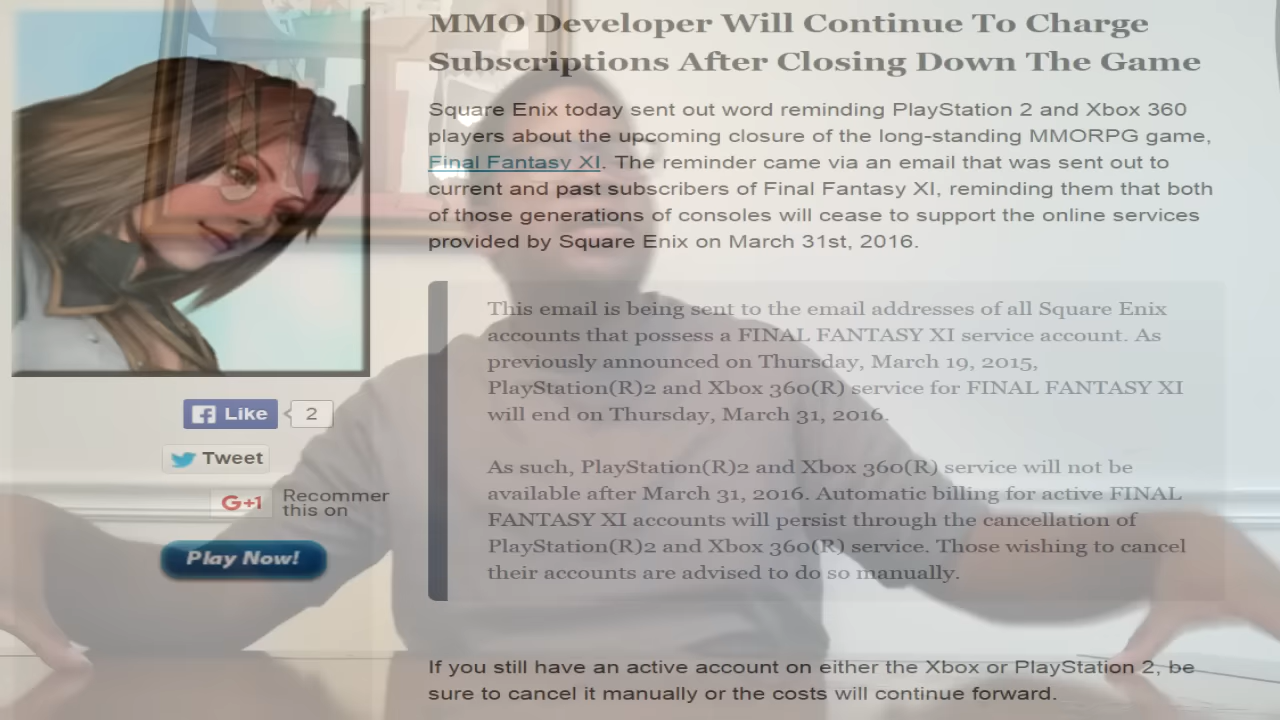 MMO Developer Will Continue To Charge
Subscriptions After Closing Down The Game
Square Enix today sent out word reminding PlayStation 2 and Xbox 360
players about the upcoming closure of the long-standing MMORPG game,
Final Fantasy XI. The reminder came via an email that was sent out to
current and past subscribers of Final Fantasy XI, reminding them that both
of those generations of consoles will cease to support the online services
provided by Square Enix on March 31st, 2016.
This email is being sent to the email addresses of all Square Enix
accounts that possess a FINAL FANTASY XI service account. As
previously announced on Thursday, March 19, 2015,
PlayStation(R)2 and Xbox 360(R) service for FINAL FANTASY XI
will end on Thursday, March 31, 2016.
As such, PlayStation(R)2 and Xbox 360(R) service will not be
available after March 31, 2016. Automatic billing for active FINAL
FANTASY XI accounts will persist through the cancellation of
PlayStation(R)2 and Xbox 360(R) service. Those wishing to cancel
their accounts are advised to do so manually.
If you still have an active account on either the Xbox or PlayStation 2, be
sure to cancel it manually or the costs will continue forward.
Like 2
Tweet
G+1 Recommer
this on
Play Now!